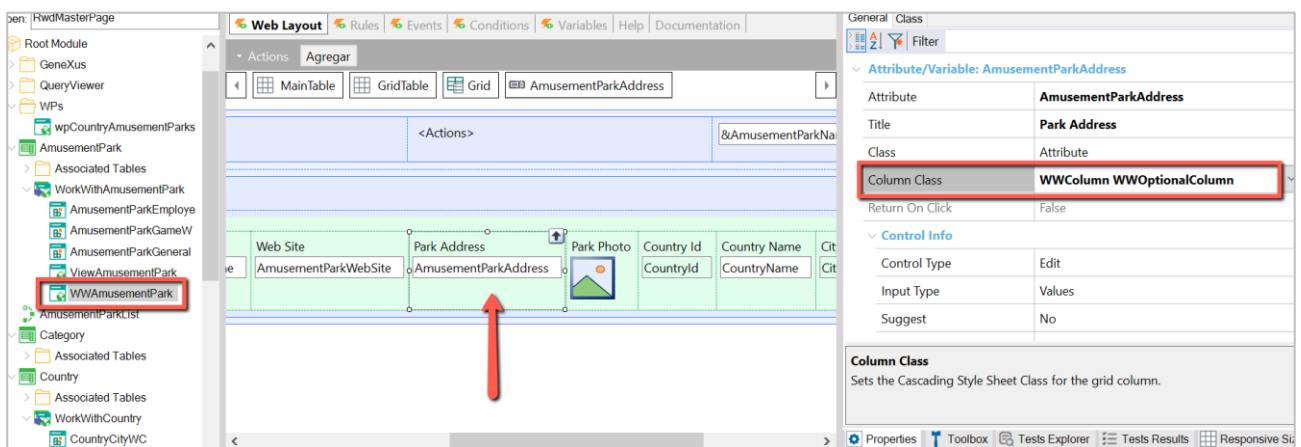 pen: RwdMasterPage
Root Module
GeneXus
QueryViewer
WPs
wpCountryAmusementParks
AmusementPark
Associated Tables
WorkWithAmusementPark
AmusementParkEmploye
AmusementParkGameW
AmusementParkGeneral
ViewAmusementPark
WWAmusementPark
AmusementParkList
Category
Associated Tables
Country
Associated Tables
WorkWithCountry
CountryCityWC
Web Layout Rules Events Conditions Variables Help Documentation
Actions Agregar
MainTable GridTable Grid AmusementParkAddress
<Actions> &AmusementParkNa
Web Site Park Address Park Photo Country Id Country Name Cit
AmusementParkWebSite AmusementParkAddress CountryId CountryName Cit
General Class
Filter
Attribute/Variable: AmusementParkAddress
Attribute AmusementParkAddress
Title Park Address
Class Attribute
Column Class WWColumn WWOptionalColumn
Return On Click False
Control Info
Control Type Edit
Input Type Values
Suggest No
Column Class
Sets the Cascading Style Sheet Class for the grid column.
Properties Toolbox Tests Explorer Tests Results Responsive Siz